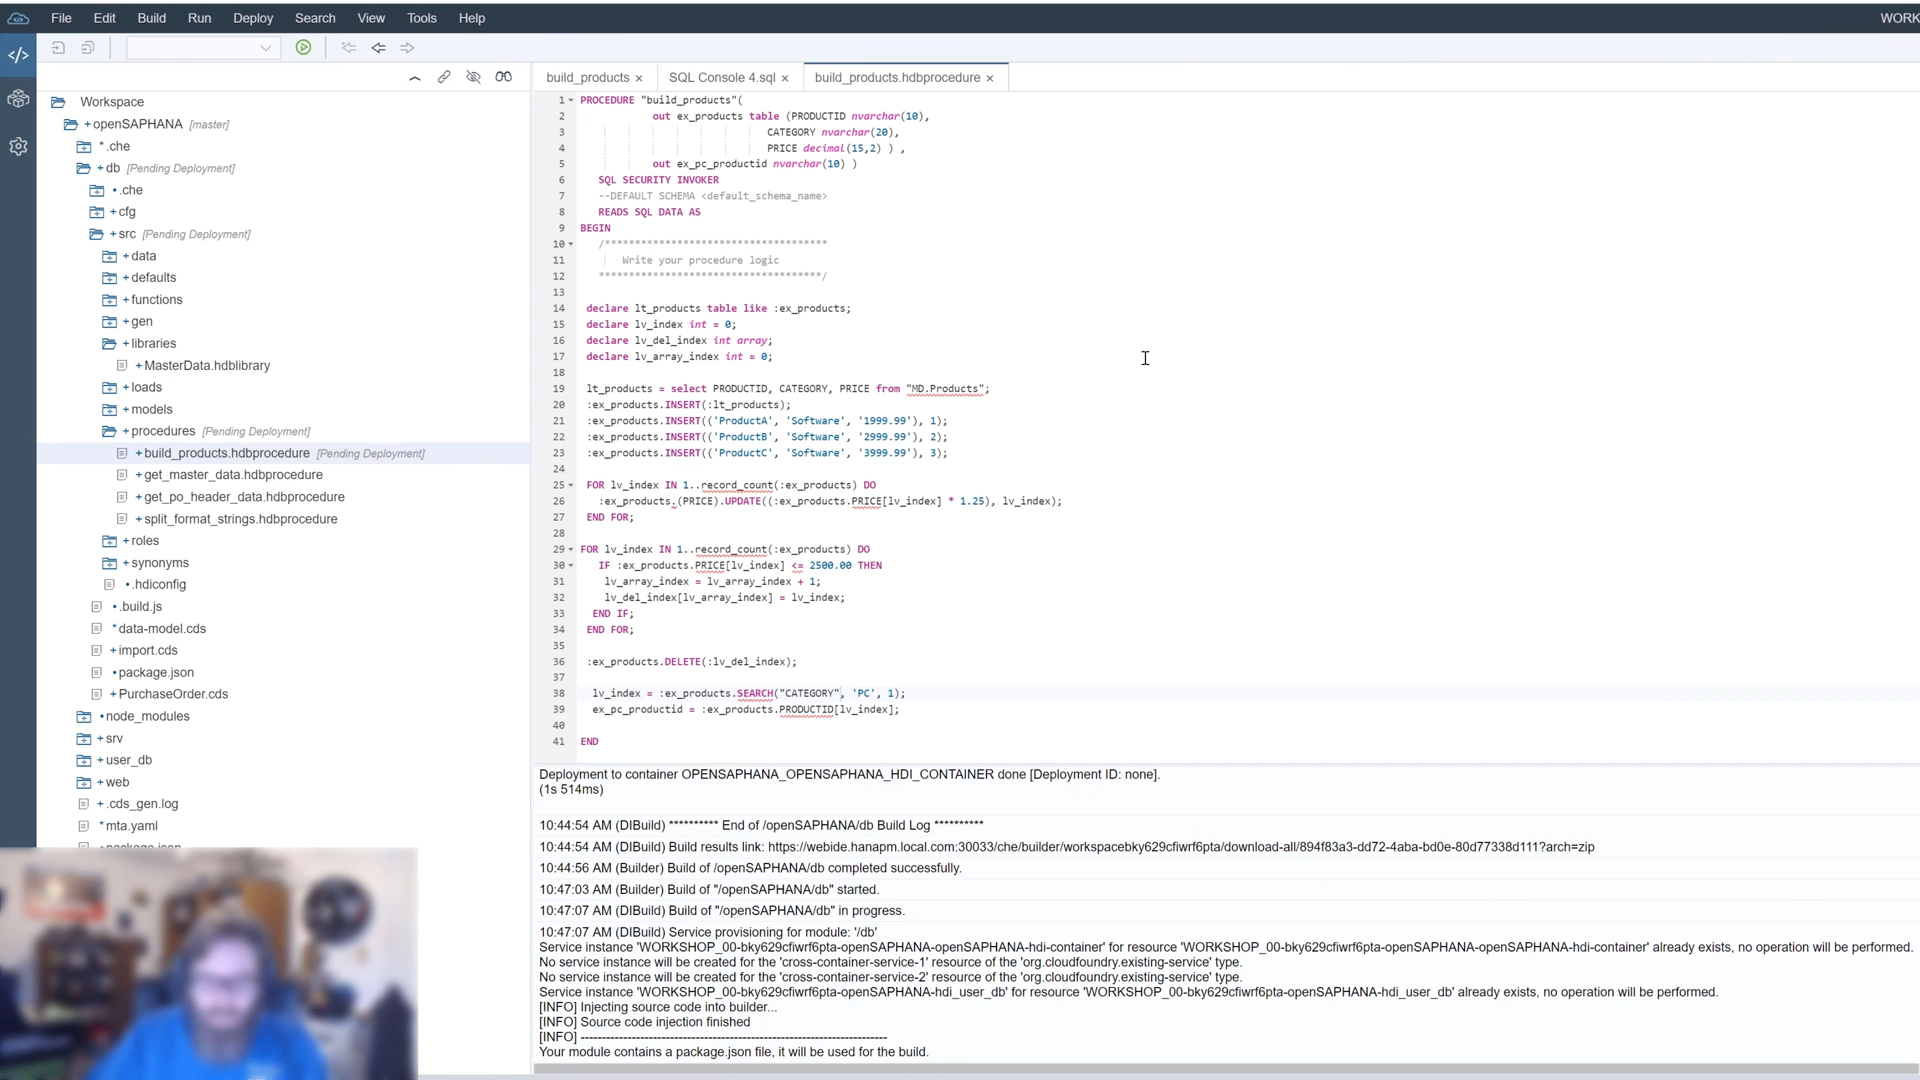 File Edit Build Run Deploy Search View Tools Help
WORK
build_products × SQL Console 4.sql × build_products.hdbprocedure ×
Workspace
+openSAPHANA [master]
*.che
+db [Pending Deployment]
•.che
+cfg
+src [Pending Deployment]
+data
+defaults
+functions
+gen
+libraries
+MasterData.hdblibrary
+loads
+models
+procedures [Pending Deployment]
+build_products.hdbprocedure [Pending Deployment]
+get_master_data.hdbprocedure
+get_po_header_data.hdbprocedure
+split_format_strings.hdbprocedure
+roles
+synonyms
•.hdiconfig
•.build.js
*data-model.cds
+import.cds
•package.json
+PurchaseOrder.cds
•node_modules
+srv
+user_db
+web
+.cds_gen.log
*mta.yaml
1 PROCEDURE "build_products"(
2 out ex_products table (PRODUCTID nvarchar(10),
3 CATEGORY nvarchar(20),
4 PRICE decimal(15,2) ) ,
5 out ex_pc_productid nvarchar(10) )
6 SQL SECURITY INVOKER
7 --DEFAULT SCHEMA <default_schema_name>
8 READS SQL DATA AS
9 BEGIN
10 /*************************************
11 Write your procedure logic
12 *************************************/
13
14 declare lt_products table like :ex_products;
15 declare lv_index int = 0;
16 declare lv_del_index int array;
17 declare lv_array_index int = 0;
18
19 lt_products = select PRODUCTID, CATEGORY, PRICE from "MD.Products";
20 :ex_products.INSERT(:lt_products);
21 :ex_products.INSERT(('ProductA', 'Software', '1999.99'), 1);
22 :ex_products.INSERT(('ProductB', 'Software', '2999.99'), 2);
23 :ex_products.INSERT(('ProductC', 'Software', '3999.99'), 3);
24
25 FOR lv_index IN 1..record_count(:ex_products) DO
26 :ex_products.(PRICE).UPDATE((:ex_products.PRICE[lv_index] * 1.25), lv_index);
27 END FOR;
28
29 FOR lv_index IN 1..record_count(:ex_products) DO
30 IF :ex_products.PRICE[lv_index] <= 2500.00 THEN
31 lv_array_index = lv_array_index + 1;
32 lv_del_index[lv_array_index] = lv_index;
33 END IF;
34 END FOR;
35
36 :ex_products.DELETE(:lv_del_index);
37
38 lv_index = :ex_products.SEARCH("CATEGORY", 'PC', 1);
39 ex_pc_productid = :ex_products.PRODUCTID[lv_index];
40
41 END
Deployment to container OPENSAPHANA_OPENSAPHANA_HDI_CONTAINER done [Deployment ID: none].
(1s 514ms)
10:44:54 AM (DIBuild) ********** End of /openSAPHANA/db Build Log **********
10:44:54 AM (DIBuild) Build results link: https://webide.hanapm.local.com:30033/che/builder/workspacebky629cfiwrf6pta/download-all/894f83a3-dd72-4aba-bd0e-80d77338d111?arch=zip
10:44:56 AM (Builder) Build of /openSAPHANA/db completed successfully.
10:47:03 AM (Builder) Build of "/openSAPHANA/db" started.
10:47:07 AM (DIBuild) Build of "/openSAPHANA/db" in progress.
10:47:07 AM (DIBuild) Service provisioning for module: '/db'
Service instance 'WORKSHOP_00-bky629cfiwrf6pta-openSAPHANA-openSAPHANA-hdi-container' for resource 'WORKSHOP_00-bky629cfiwrf6pta-openSAPHANA-openSAPHANA-hdi-container' already exists, no operation will be performed.
No service instance will be created for the 'cross-container-service-1' resource of the 'org.cloudfoundry.existing-service' type.
No service instance will be created for the 'cross-container-service-2' resource of the 'org.cloudfoundry.existing-service' type.
Service instance 'WORKSHOP_00-bky629cfiwrf6pta-openSAPHANA-hdi_user_db' for resource 'WORKSHOP_00-bky629cfiwrf6pta-openSAPHANA-hdi_user_db' already exists, no operation will be performed.
[INFO] Injecting source code into builder...
[INFO] Source code injection finished
[INFO] ------------------------------------------------------------------------
Your module contains a package.json file, it will be used for the build.